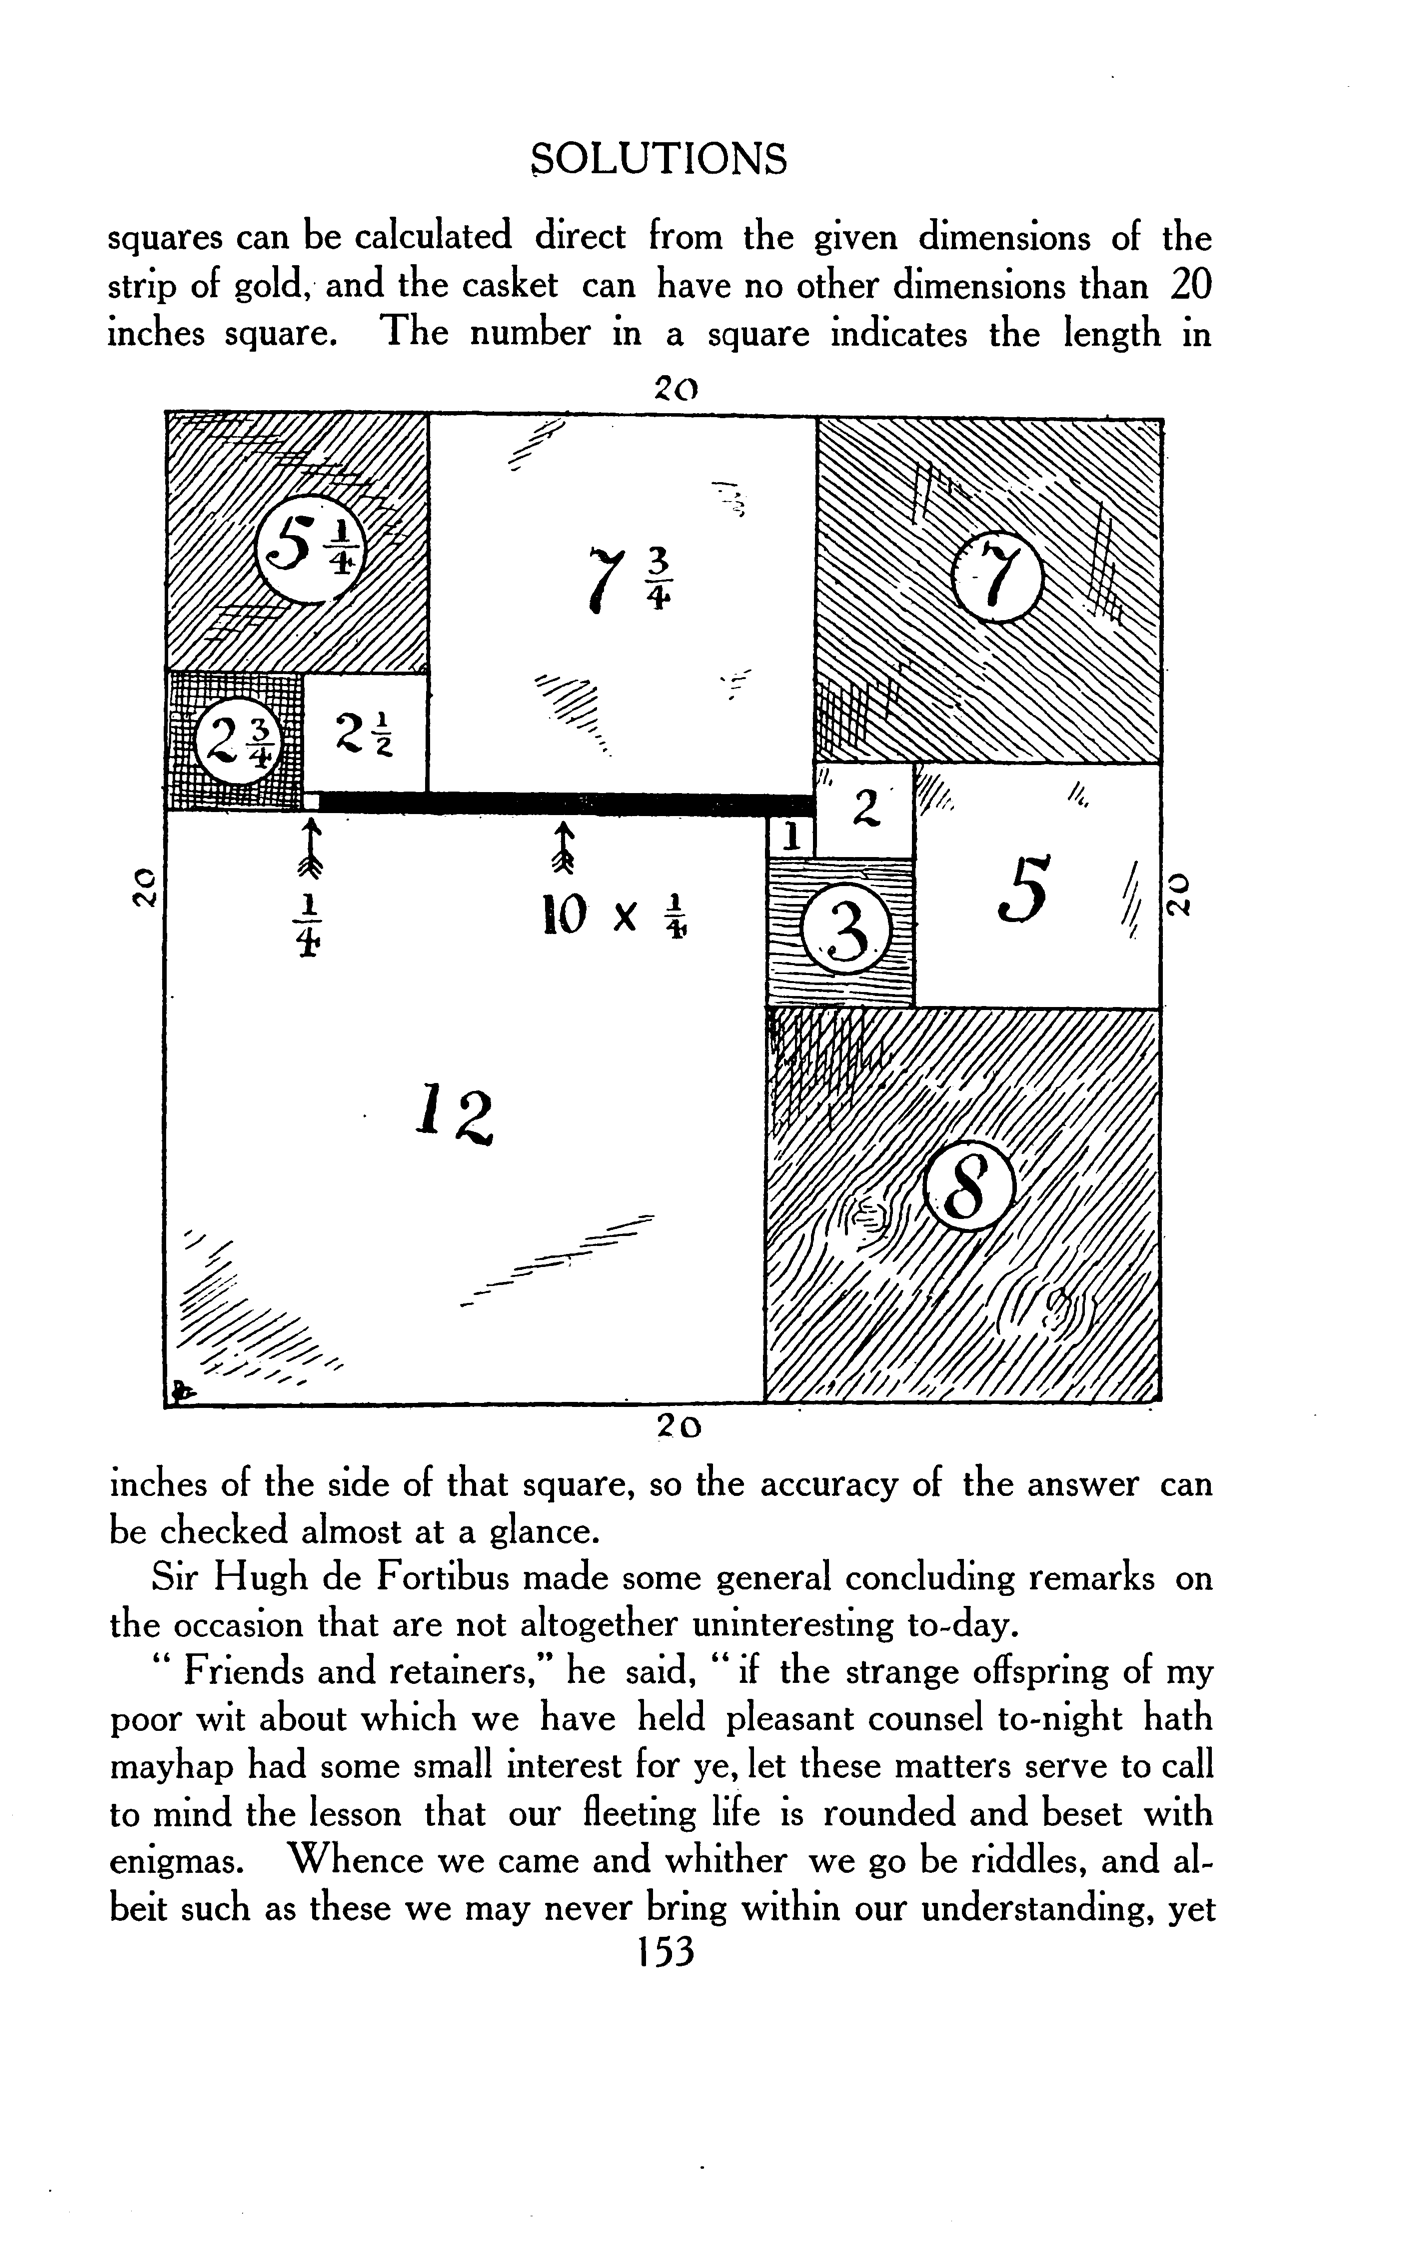 SOLUTIONS
squares can be calculated direct from the given dimensions of the
strip of gold, and the casket can have no other dimensions than 20
inches square. The number in a square indicates the length in
20
5 1/4
7 3/4
7
2 3/4
2 1/2
2
1
5
20
20
1/4
10 x 1/4
3
12
8
20
inches of the side of that square, so the accuracy of the answer can
be checked almost at a glance.
Sir Hugh de Fortibus made some general concluding remarks on
the occasion that are not altogether uninteresting to-day.
“ Friends and retainers,” he said, “ if the strange offspring of my
poor wit about which we have held pleasant counsel to-night hath
mayhap had some small interest for ye, let these matters serve to call
to mind the lesson that our fleeting life is rounded and beset with
enigmas. Whence we came and whither we go be riddles, and al-
beit such as these we may never bring within our understanding, yet
153